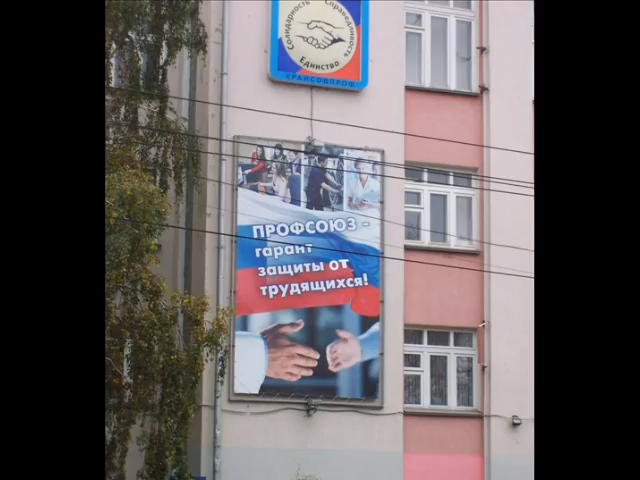 Солидарность
Справедливость
Единство
КРАЙСОВПРОФ
ПРОФСОЮЗ -
гарант
защиты от
трудящихся!